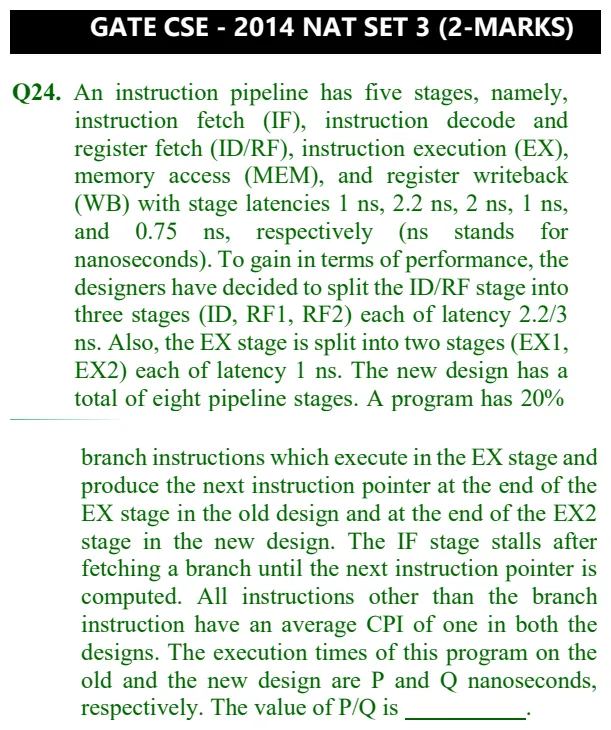 GATE CSE - 2014 NAT SET 3 (2-MARKS)
Q24. An instruction pipeline has five stages, namely,
instruction fetch (IF), instruction decode and
register fetch (ID/RF), instruction execution (EX),
memory access (MEM), and register writeback
(WB) with stage latencies 1 ns, 2.2 ns, 2 ns, 1 ns,
and 0.75 ns, respectively (ns stands for
nanoseconds). To gain in terms of performance, the
designers have decided to split the ID/RF stage into
three stages (ID, RF1, RF2) each of latency 2.2/3
ns. Also, the EX stage is split into two stages (EX1,
EX2) each of latency 1 ns. The new design has a
total of eight pipeline stages. A program has 20%
branch instructions which execute in the EX stage and
produce the next instruction pointer at the end of the
EX stage in the old design and at the end of the EX2
stage in the new design. The IF stage stalls after
fetching a branch until the next instruction pointer is
computed. All instructions other than the branch
instruction have an average CPI of one in both the
designs. The execution times of this program on the
old and the new design are P and Q nanoseconds,
respectively. The value of P/Q is __________.